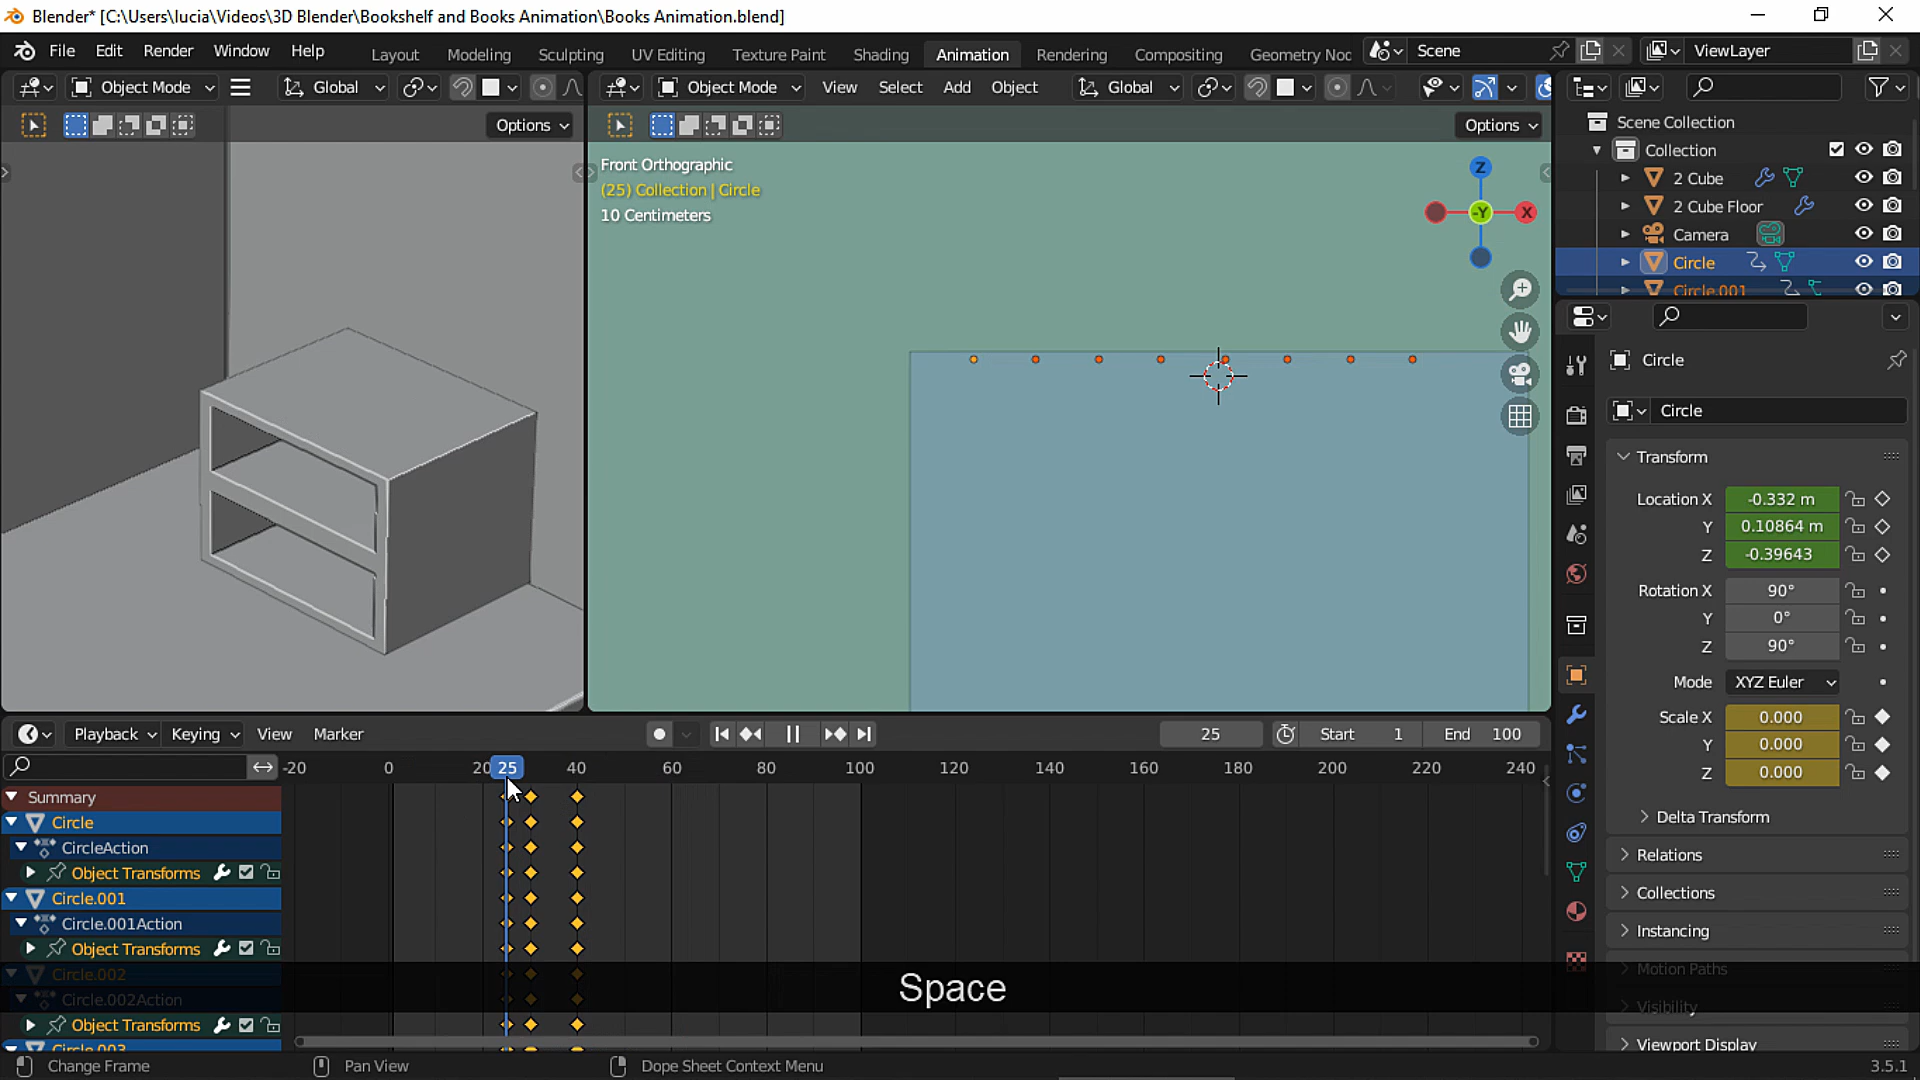 Blender* [C:\Users\lucia\Videos\3D Blender\Bookshelf and Books Animation\Books Animation.blend]
File Edit Render Window Help Layout Modeling Sculpting UV Editing Texture Paint Shading Animation Rendering Compositing Geometry Noc Scene ViewLayer
Object Mode Global Object Mode View Select Add Object Global
Options Options
Front Orthographic
(25) Collection | Circle
10 Centimeters
Z
-Y
X
Scene Collection
Collection
2 Cube
2 Cube Floor
Camera
Circle
Circle.001
Circle
Circle
Transform
Location X -0.332 m
Y 0.10864 m
Z -0.39643
Rotation X 90°
Y 0°
Z 90°
Mode XYZ Euler
Scale X 0.000
Y 0.000
Z 0.000
Delta Transform
Relations
Collections
Instancing
Motion Paths
Visibility
Viewport Display
Playback Keying View Marker 25 Start 1 End 100
-20 0 20 25 40 60 80 100 120 140 160 180 200 220 240
Summary
Circle
CircleAction
Object Transforms
Circle.001
Circle.001Action
Object Transforms
Circle.002
Circle.002Action
Object Transforms
Circle.003
Space
Change Frame Pan View Dope Sheet Context Menu 3.5.1